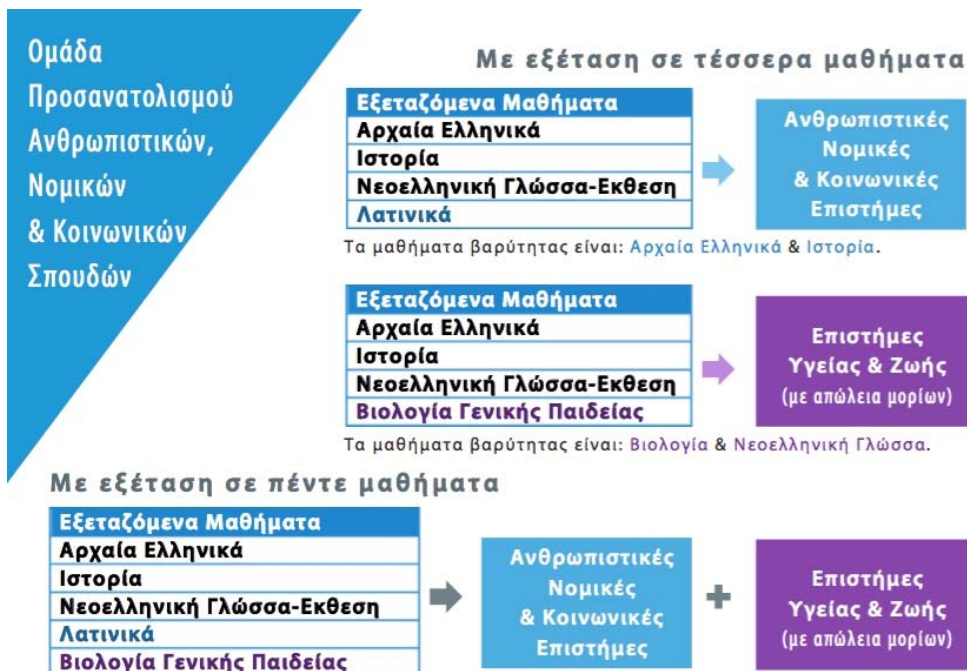 Ομάδα
Προσανατολισμού
Ανθρωπιστικών,
Νομικών
& Κοινωνικών
Σπουδών
Με εξέταση σε τέσσερα μαθήματα
Εξεταζόμενα Μαθήματα
Αρχαία Ελληνικά
Ιστορία
Νεοελληνική Γλώσσα-Εκθεση
Λατινικά
Ανθρωπιστικές
Νομικές
& Κοινωνικές
Επιστήμες
Τα μαθήματα βαρύτητας είναι: Αρχαία Ελληνικά & Ιστορία.
Εξεταζόμενα Μαθήματα
Αρχαία Ελληνικά
Ιστορία
Νεοελληνική Γλώσσα-Εκθεση
Βιολογία Γενικής Παιδείας
Επιστήμες
Υγείας & Ζωής
(με απώλεια μορίων)
Τα μαθήματα βαρύτητας είναι: Βιολογία & Νεοελληνική Γλώσσα.
Με εξέταση σε πέντε μαθήματα
Εξεταζόμενα Μαθήματα
Αρχαία Ελληνικά
Ιστορία
Νεοελληνική Γλώσσα-Εκθεση
Λατινικά
Βιολογία Γενικής Παιδείας
Ανθρωπιστικές
Νομικές
& Κοινωνικές
Επιστήμες
+
Επιστήμες
Υγείας & Ζωής
(με απώλεια μορίων)